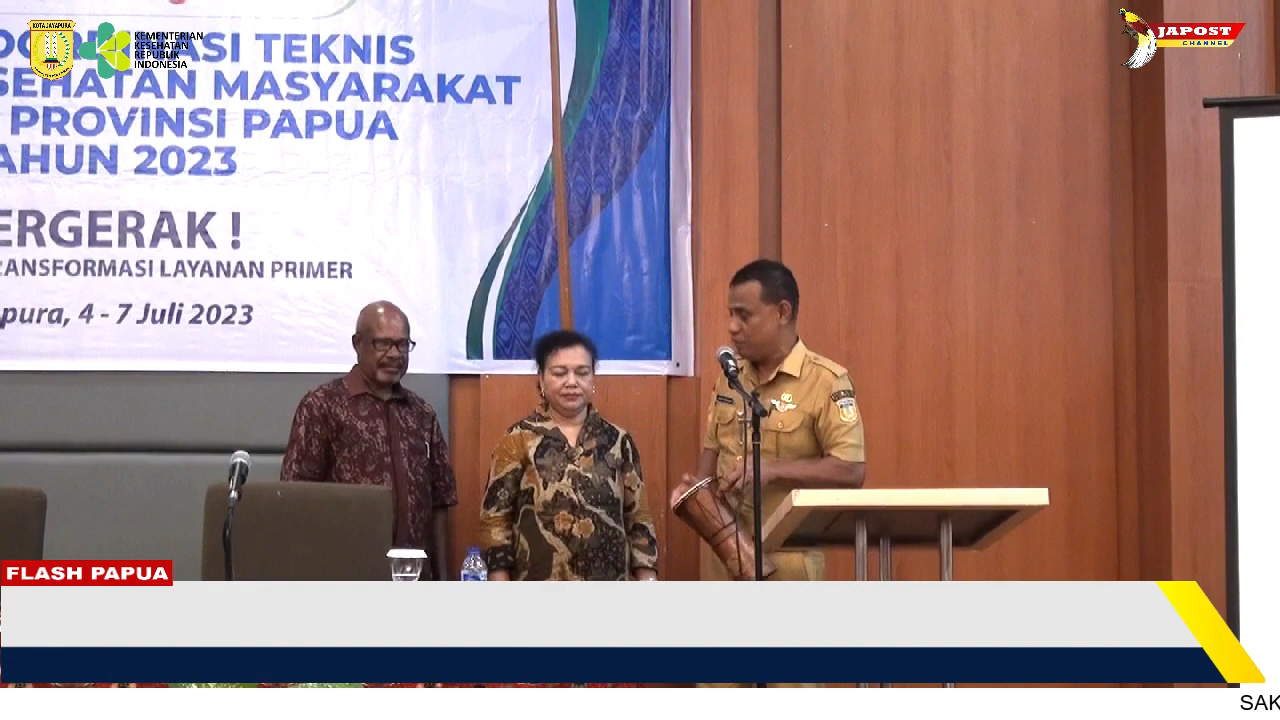 KOTA JAYAPURA
KEMENTERIAN
KESEHATAN
REPUBLIK
INDONESIA
JAPOST
CHANNEL
ASI TEKNIS
SEHATAN MASYARAKAT
PROVINSI PAPUA
AHUN 2023
ERGERAK !
RANSFORMASI LAYANAN PRIMER
pura, 4 - 7 Juli 2023
FLASH PAPUA
SAK